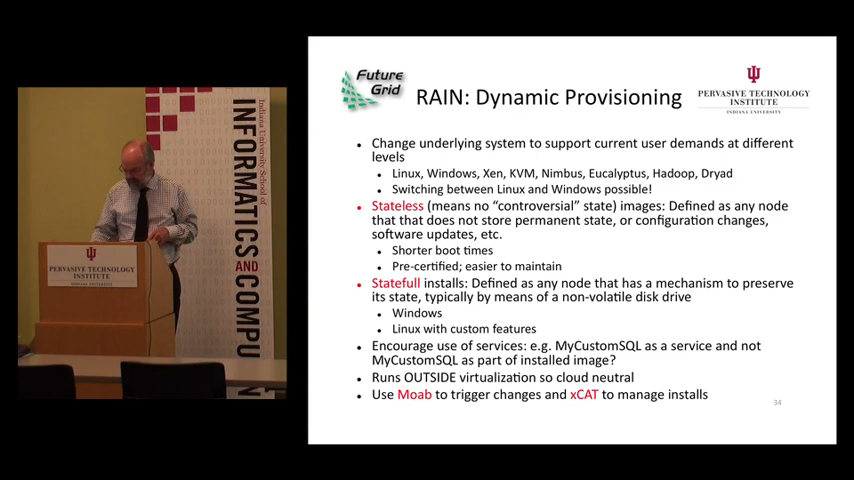 Future
Grid
RAIN: Dynamic Provisioning
PERVASIVE TECHNOLOGY
INSTITUTE
INDIANA UNIVERSITY
• Change underlying system to support current user demands at different
levels
• Linux, Windows, Xen, KVM, Nimbus, Eucalyptus, Hadoop, Dryad
• Switching between Linux and Windows possible!
• Stateless (means no “controversial” state) images: Defined as any node
that that does not store permanent state, or configuration changes,
software updates, etc.
• Shorter boot times
• Pre-certified; easier to maintain
• Statefull installs: Defined as any node that has a mechanism to preserve
its state, typically by means of a non-volatile disk drive
• Windows
• Linux with custom features
• Encourage use of services: e.g. MyCustomSQL as a service and not
MyCustomSQL as part of installed image?
• Runs OUTSIDE virtualization so cloud neutral
• Use Moab to trigger changes and xCAT to manage installs
34
Indiana University School of
INFORMATICS AND COMPU
PERVASIVE TECHNOLOGY
INSTITUTE
INDIANA UNIVERSITY